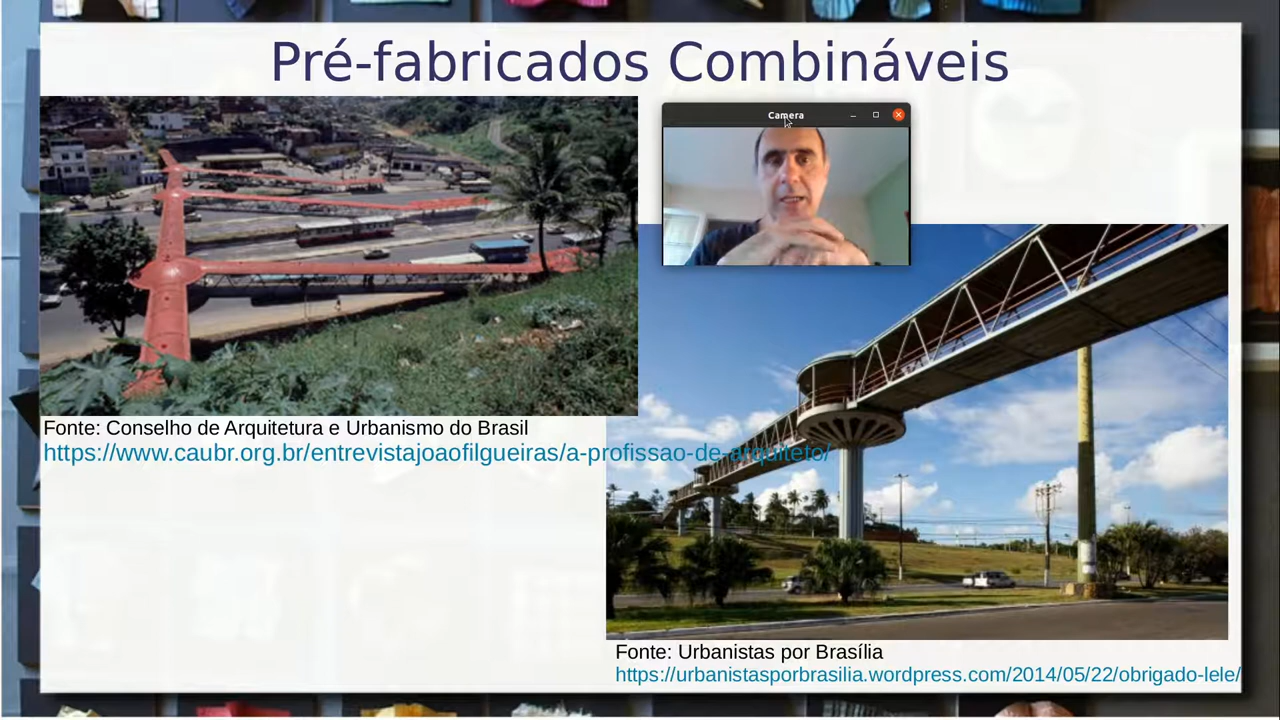 Pré-fabricados Combináveis
Camera
Fonte: Conselho de Arquitetura e Urbanismo do Brasil
https://www.caubr.org.br/entrevistajoaofilgueiras/a-profissao-de-arquiteto/
Fonte: Urbanistas por Brasília
https://urbanistasporbrasilia.wordpress.com/2014/05/22/obrigado-lele/